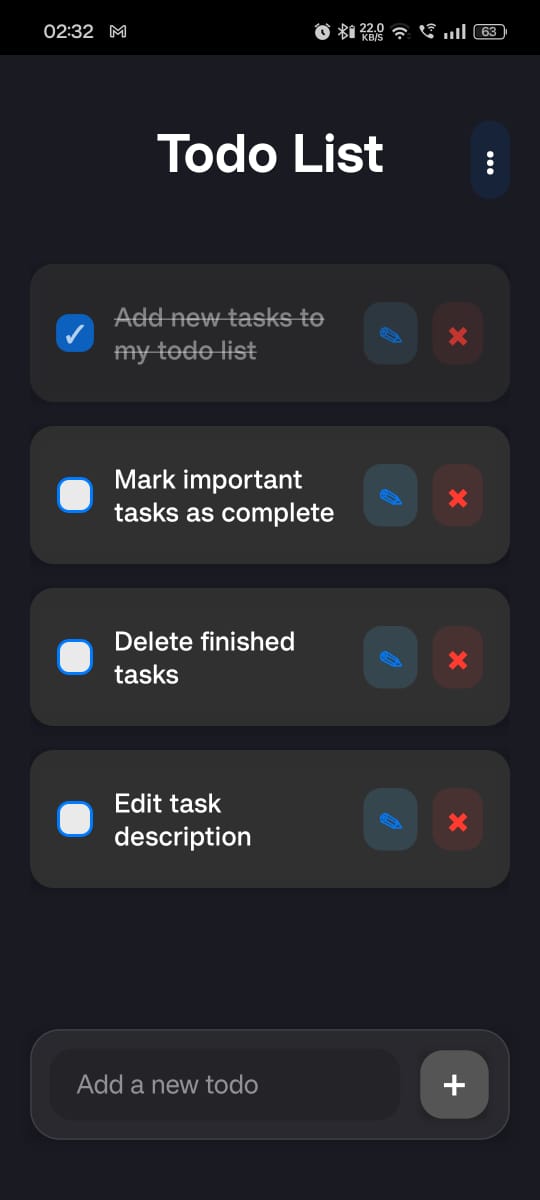 02:32 22.0 63
KB/S
Todo List
Add new tasks to
my todo list
Mark important
tasks as complete
Delete finished
tasks
Edit task
description
Add a new todo